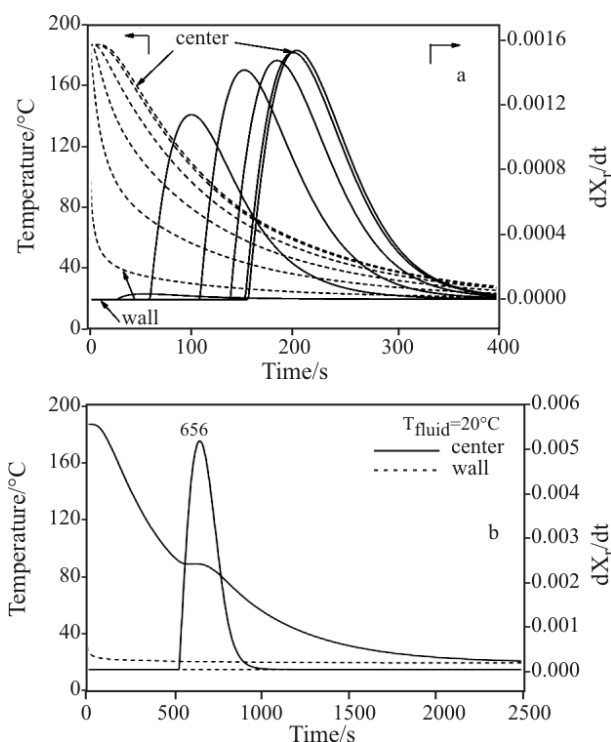 200
center
-0.0016
160
a
-0.0012
Temperature/°C
120
-0.0008
dXr/dt
80
-0.0004
40
-0.0000
wall
0
0 100 200 300 400
Time/s
200
-0.006
656
Tfluid=20°C
center
-0.005
160
wall
-0.004
120
b
-0.003
Temperature/°C
dXr/dt
80
-0.002
40
-0.001
0.000
0
0 500 1000 1500 2000 2500
Time/s